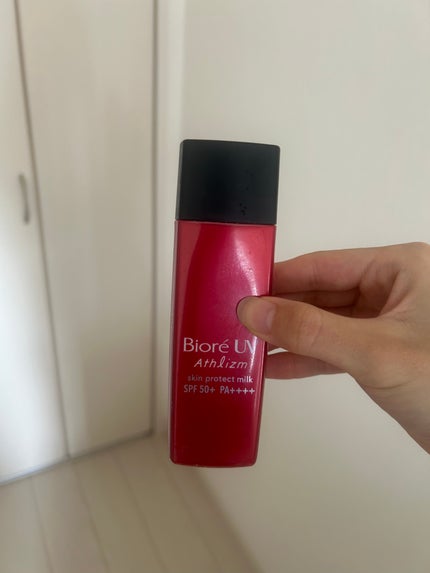 Bioré UV
Athlizm
skin protect milk
SPF 50+ PA++++